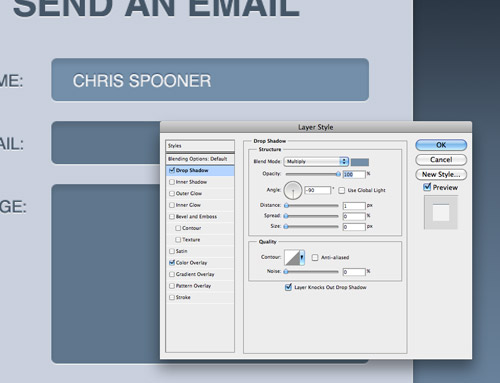 SEND AN EMAIL
ME:
CHRIS SPOONER
AIL:
GE:
Layer Style
Styles
Blending Options: Default
Drop Shadow
Inner Shadow
Outer Glow
Inner Glow
Bevel and Emboss
Contour
Texture
Satin
Color Overlay
Gradient Overlay
Pattern Overlay
Stroke
Drop Shadow
Structure
Blend Mode: Multiply
Opacity: 100 %
Angle: -90 ° Use Global Light
Distance: 1 px
Spread: 0 %
Size: 0 px
Quality
Contour: Anti-aliased
Noise: 0 %
Layer Knocks Out Drop Shadow
OK
Cancel
New Style...
Preview